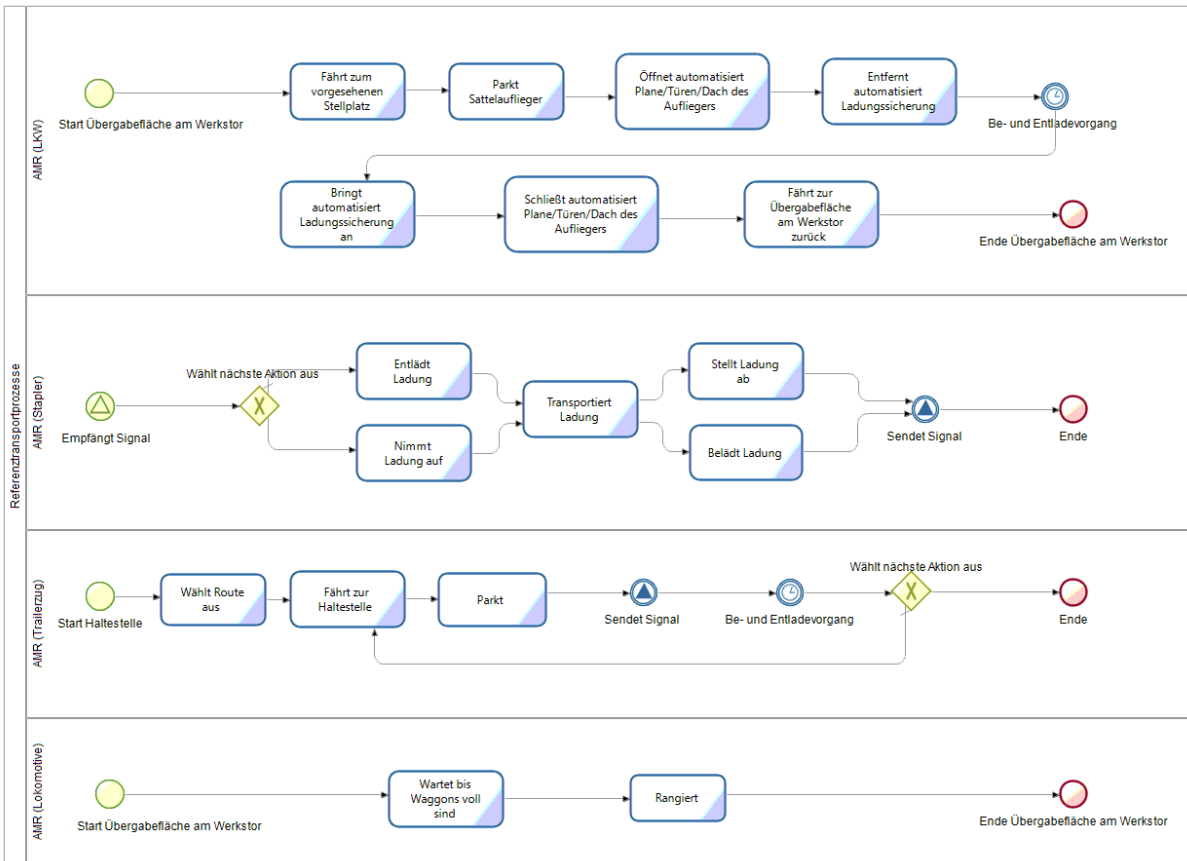 Referenztransportprozesse
AMR (LKW)
Start Übergabefläche am Werkstor
Fährt zum
vorgesehenen
Stellplatz
Parkt
Sattelauflieger
Öffnet automatisiert
Plane/Türen/Dach des
Aufliegers
Entfernt
automatisiert
Ladungssicherung
Be- und Entladevorgang
Bringt
automatisiert
Ladungssicherung
an
Schließt automatisiert
Plane/Türen/Dach des
Aufliegers
Fährt zur
Übergabefläche
am Werkstor
zurück
Ende Übergabefläche am Werkstor
AMR (Stapler)
Empfängt Signal
Wählt nächste Aktion aus
X
Entlädt
Ladung
Nimmt
Ladung auf
Transportiert
Ladung
Stellt Ladung
ab
Belädt Ladung
Sendet Signal
Ende
AMR (Trailerzug)
Start Haltestelle
Wählt Route
aus
Fährt zur
Haltestelle
Parkt
Sendet Signal
Be- und Entladevorgang
Wählt nächste Aktion aus
X
Ende
AMR (Lokomotive)
Start Übergabefläche am Werkstor
Wartet bis
Waggons voll
sind
Rangiert
Ende Übergabefläche am Werkstor